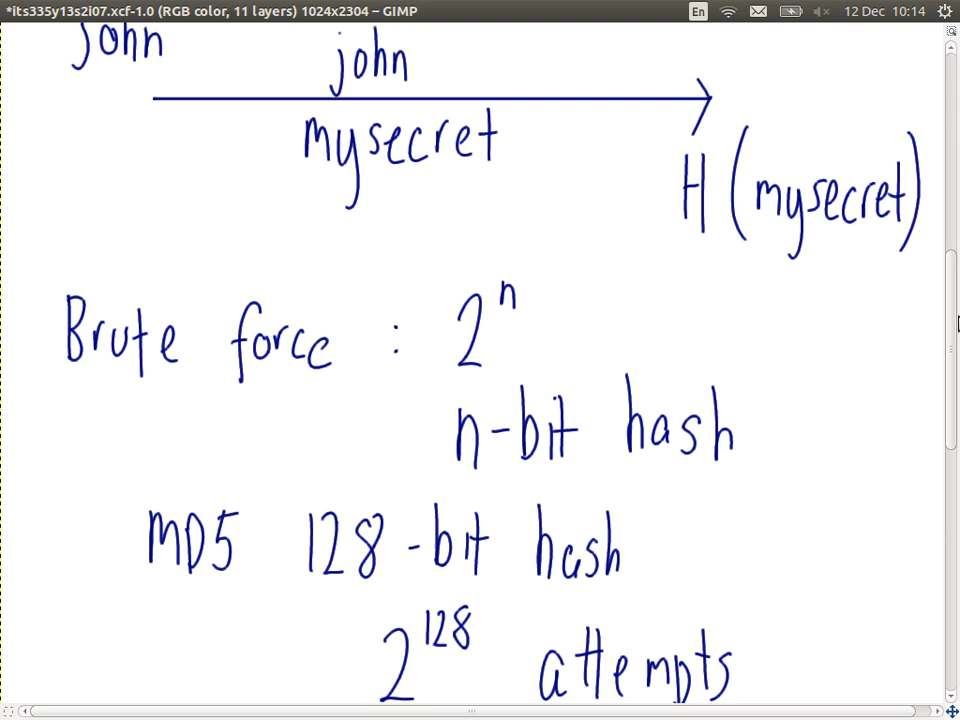 *its335y13s2i07.xcf-1.0 (RGB color, 11 layers) 1024x2304 – GIMP En 12 Dec 10:14
john
john
mysecret
H (mysecret)
Brute force : 2^n
n-bit hash
MD5 128-bit hash
2^128 attempts